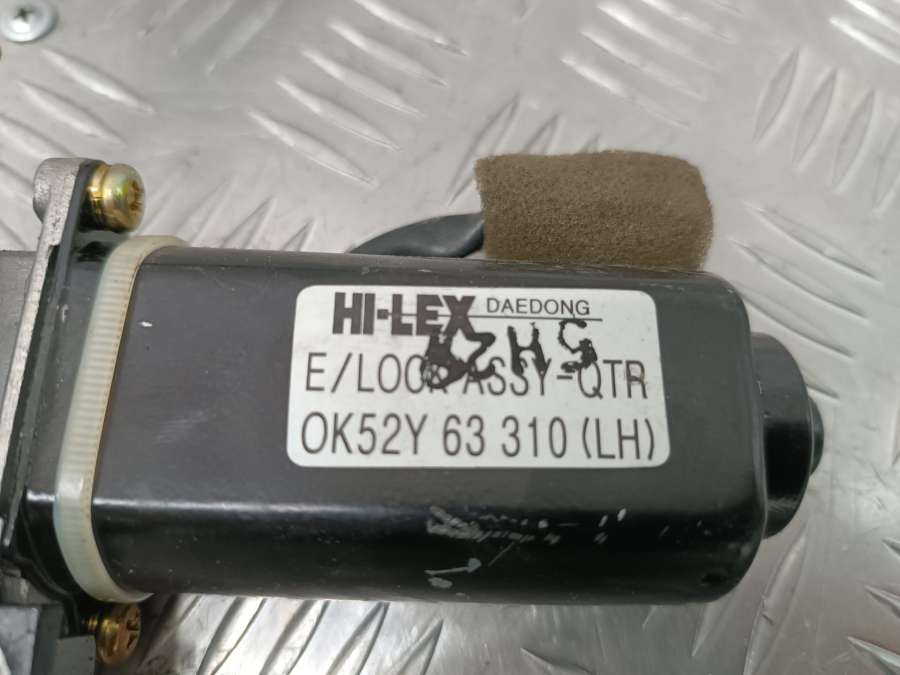 HI-LEX DAEDONG
E/LOCK ASSY-QTR
OK52Y 63 310 (LH)